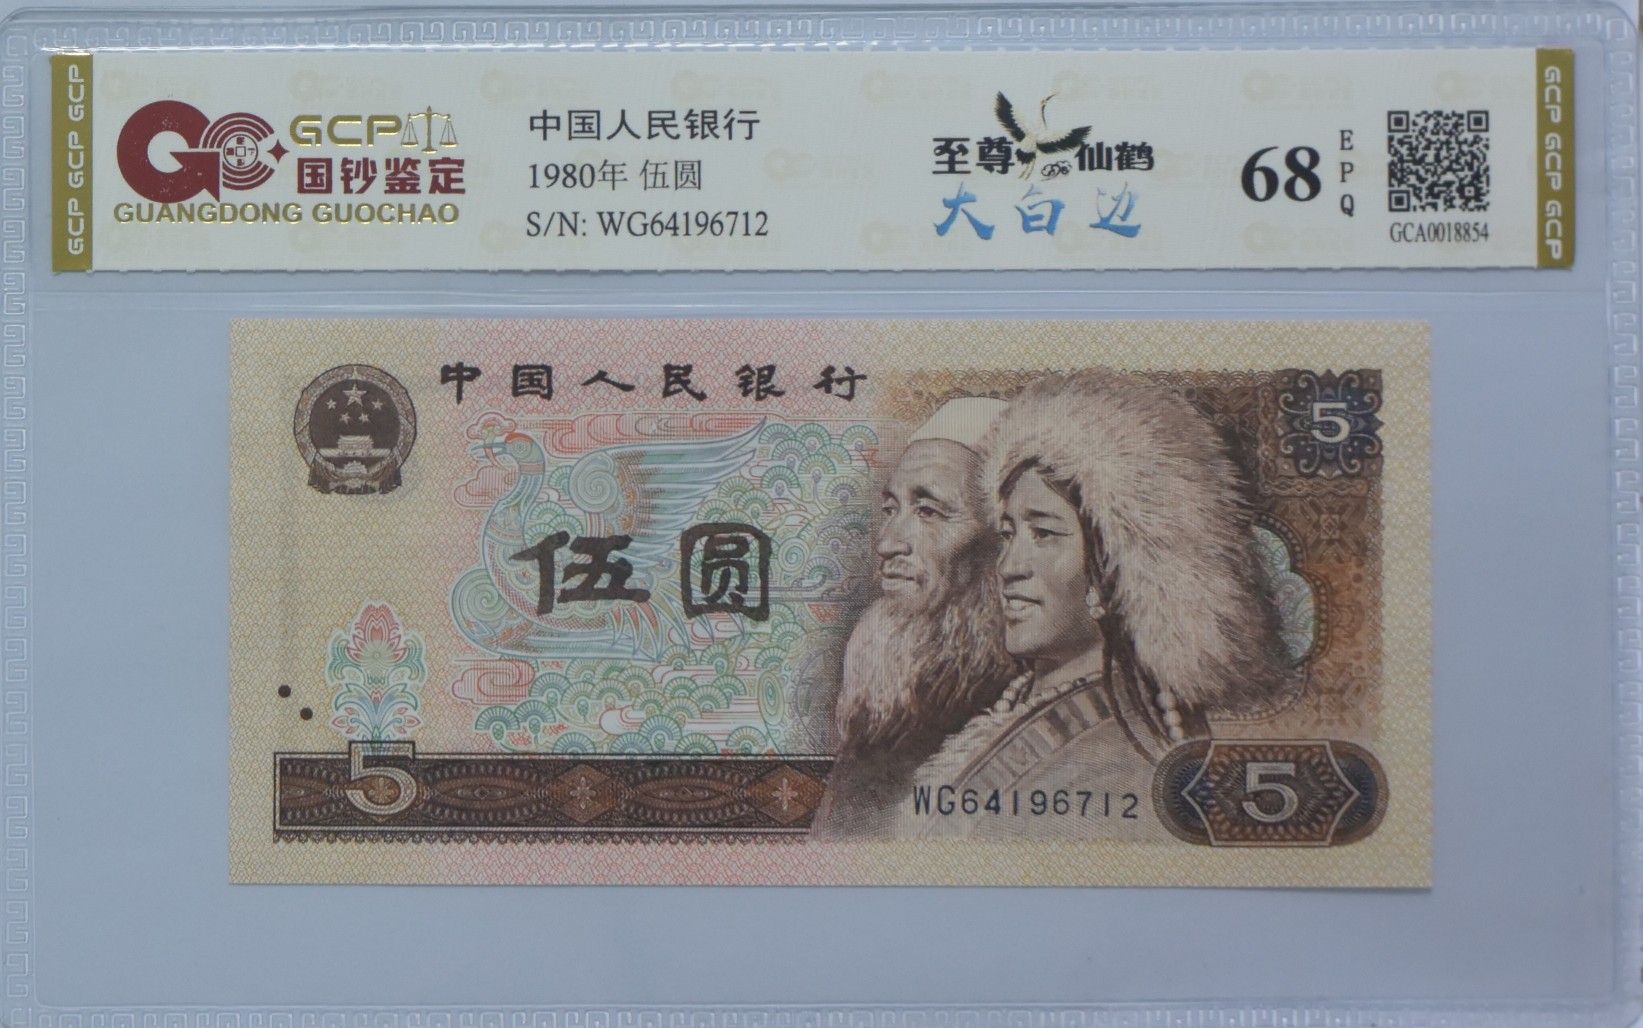 GCP GCP GCP
GCP
国钞鉴定
GUANGDONG GUOCHAO
中国人民银行
1980年 伍圆
S/N: WG64196712
至尊 仙鹤
大白边
68
EPQ
GCA0018854
GCP GCP GCP
中国人民银行
5
伍圆
5
WG64196712
5